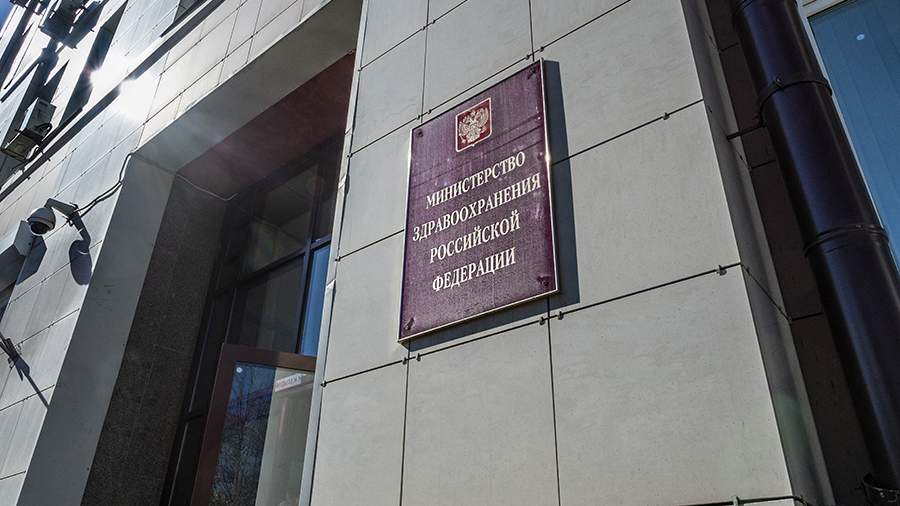 МИНИСТЕРСТВО
ЗДРАВООХРАНЕНИЯ
РОССИЙСКОЙ
ФЕДЕРАЦИИ